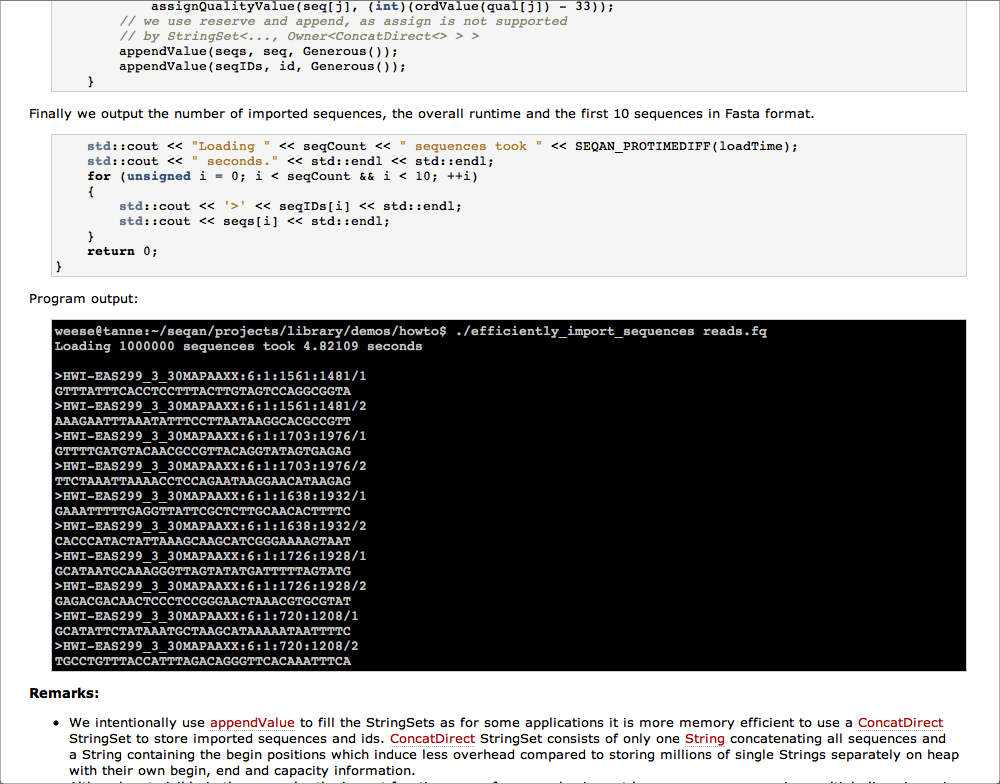 assignQualityValue(seq[j], (int)(ordValue(qual[j]) - 33));
// we use reserve and append, as assign is not supported
// by StringSet<..., Owner<ConcatDirect<> > >
appendValue(seqs, seq, Generous());
appendValue(seqIDs, id, Generous());
}
Finally we output the number of imported sequences, the overall runtime and the first 10 sequences in Fasta format.
std::cout << "Loading " << seqCount << " sequences took " << SEQAN_PROTIMEDIFF(loadTime);
std::cout << " seconds." << std::endl << std::endl;
for (unsigned i = 0; i < seqCount && i < 10; ++i)
{
std::cout << '>' << seqIDs[i] << std::endl;
std::cout << seqs[i] << std::endl;
}
return 0;
}
Program output:
weese@tanne:~/seqan/projects/library/demos/howto$ ./efficiently_import_sequences reads.fq
Loading 1000000 sequences took 4.82109 seconds
>HWI-EAS299_3_30MAPAAXX:6:1:1561:1481/1
GTTTATTTCACCTCCTTTACTTGTAGTCCAGGCGGTA
>HWI-EAS299_3_30MAPAAXX:6:1:1561:1481/2
AAAGAATTTAAATATTTCCTTAATAAGGCACGCCGTT
>HWI-EAS299_3_30MAPAAXX:6:1:1703:1976/1
GTTTTGATGTACAACGCCGTTACAGGTATAGTGAGAG
>HWI-EAS299_3_30MAPAAXX:6:1:1703:1976/2
TTCTAAATTAAAACCTCCAGAATAAGGAACATAAGAG
>HWI-EAS299_3_30MAPAAXX:6:1:1638:1932/1
GAAATTTTTGAGGTTATTCGCTCTTGCAACACTTTTC
>HWI-EAS299_3_30MAPAAXX:6:1:1638:1932/2
CACCCATACTATTAAAGCAAGCATCGGGAAAAGTAAT
>HWI-EAS299_3_30MAPAAXX:6:1:1726:1928/1
GCATAATGCAAAGGGTTAGTATATGATTTTTAGTATG
>HWI-EAS299_3_30MAPAAXX:6:1:1726:1928/2
GAGACGACAACTCCCTCCGGGAACTAAACGTGCGTAT
>HWI-EAS299_3_30MAPAAXX:6:1:720:1208/1
GCATATTCTATAAATGCTAAGCATAAAAATAATTTTC
>HWI-EAS299_3_30MAPAAXX:6:1:720:1208/2
TGCCTGTTTACCATTTAGACAGGGTTCACAAATTTCA
Remarks:
• We intentionally use appendValue to fill the StringSets as for some applications it is more memory efficient to use a ConcatDirect
StringSet to store imported sequences and ids. ConcatDirect StringSet consists of only one String concatenating all sequences and
a String containing the begin positions which induce less overhead compared to storing millions of single Strings separately on heap
with their own begin, end and capacity information.